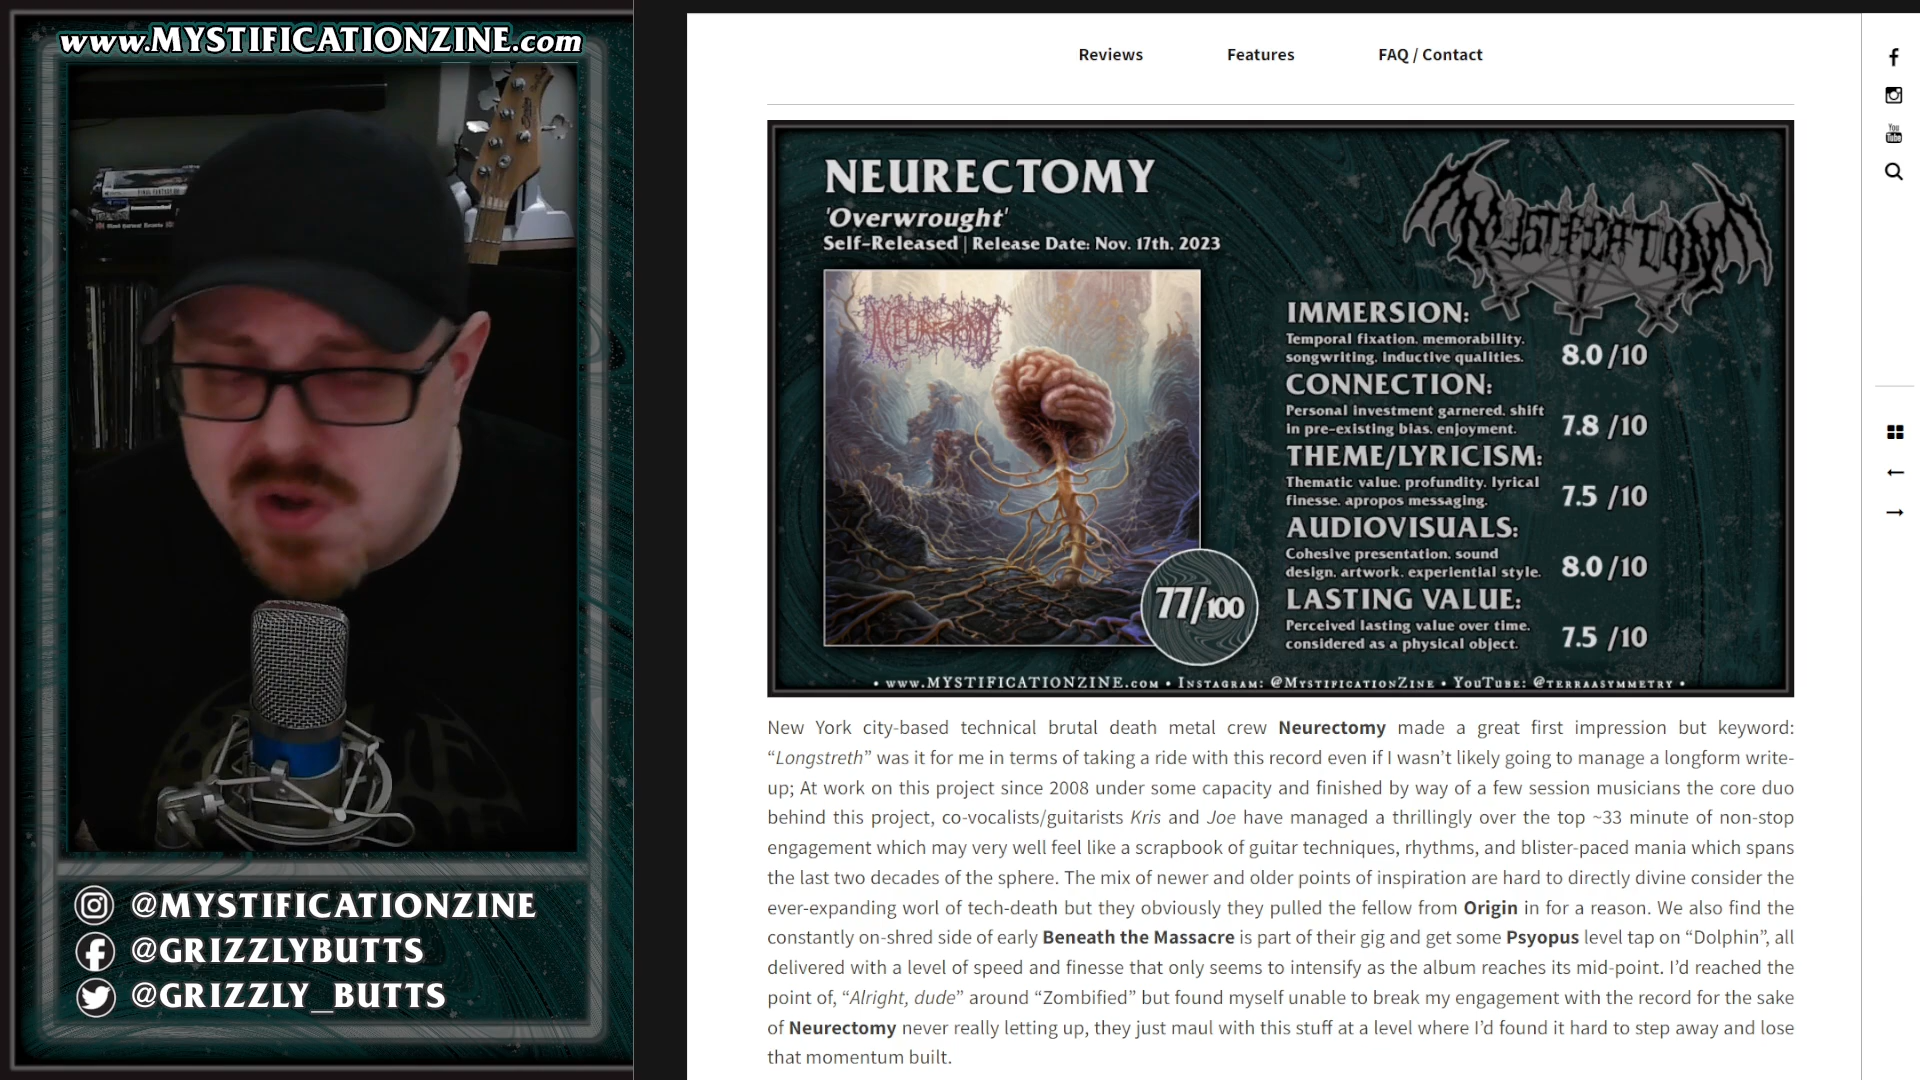 www.MYSTIFICATIONZINE.com
@MYSTIFICATIONZINE
@GRIZZLYBUTTS
@GRIZZLY_BUTTS
Reviews
Features
FAQ / Contact
NEURECTOMY
'Overwrought'
Self-Released | Release Date: Nov. 17th, 2023
NEURECTOMY
MYSTIFICATION
IMMERSION:
Temporal fixation, memorability,
songwriting, inductive qualities.
8.0 /10
CONNECTION:
Personal investment garnered, shift
in pre-existing bias, enjoyment.
7.8 /10
THEME/LYRICISM:
Thematic value, profundity, lyrical
finesse, apropos messaging.
7.5 /10
AUDIOVISUALS:
Cohesive presentation, sound
design, artwork, experiential style.
8.0 /10
LASTING VALUE:
Perceived lasting value over time,
considered as a physical object.
7.5 /10
77/100
• www.MYSTIFICATIONZINE.com • Instagram: @MystificationZine • YouTube: @terraasymmetry •
New York city-based technical brutal death metal crew Neurectomy made a great first impression but keyword:
“Longstreth” was it for me in terms of taking a ride with this record even if I wasn’t likely going to manage a longform write-
up; At work on this project since 2008 under some capacity and finished by way of a few session musicians the core duo
behind this project, co-vocalists/guitarists Kris and Joe have managed a thrillingly over the top ~33 minute of non-stop
engagement which may very well feel like a scrapbook of guitar techniques, rhythms, and blister-paced mania which spans
the last two decades of the sphere. The mix of newer and older points of inspiration are hard to directly divine consider the
ever-expanding worl of tech-death but they obviously they pulled the fellow from Origin in for a reason. We also find the
constantly on-shred side of early Beneath the Massacre is part of their gig and get some Psyopus level tap on “Dolphin”, all
delivered with a level of speed and finesse that only seems to intensify as the album reaches its mid-point. I’d reached the
point of, “Alright, dude” around “Zombified” but found myself unable to break my engagement with the record for the sake
of Neurectomy never really letting up, they just maul with this stuff at a level where I’d found it hard to step away and lose
that momentum built.
You
Tube